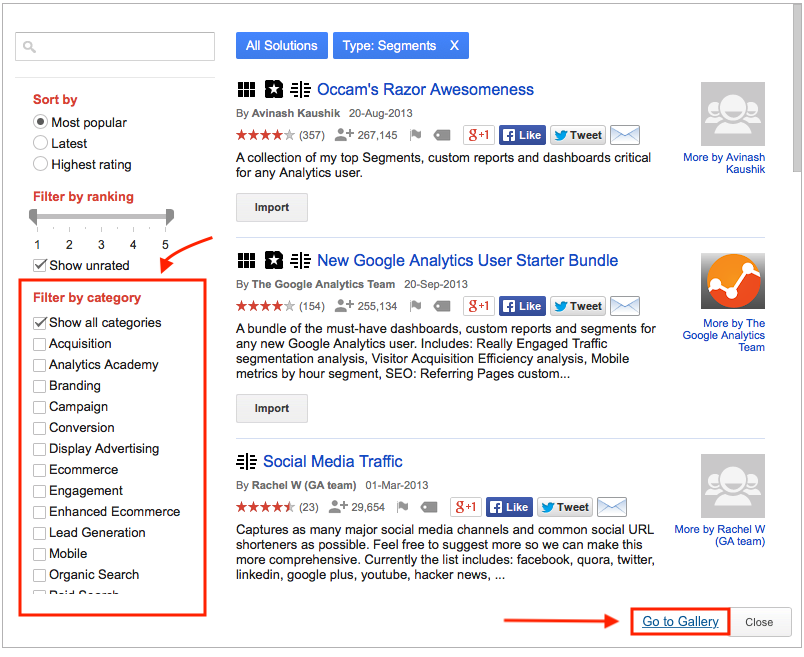 All Solutions
Type: Segments X
Sort by
Most popular
Latest
Highest rating
Filter by ranking
1 2 3 4 5
Show unrated
Filter by category
Show all categories
Acquisition
Analytics Academy
Branding
Campaign
Conversion
Display Advertising
Ecommerce
Engagement
Enhanced Ecommerce
Lead Generation
Mobile
Organic Search
Occam's Razor Awesomeness
By Avinash Kaushik 20-Aug-2013
(357) 267,145 g+1 Like Tweet
A collection of my top Segments, custom reports and dashboards critical
for any Analytics user.
Import
More by Avinash
Kaushik
New Google Analytics User Starter Bundle
By The Google Analytics Team 20-Sep-2013
(154) 255,134 g+1 Like Tweet
A bundle of the must-have dashboards, custom reports and segments for
any new Google Analytics user. Includes: Really Engaged Traffic
segmentation analysis, Visitor Acquisition Efficiency analysis, Mobile
metrics by hour segment, SEO: Referring Pages custom...
Import
More by The
Google Analytics
Team
Social Media Traffic
By Rachel W (GA team) 01-Mar-2013
(23) 29,654 g+1 Like Tweet
Captures as many major social media channels and common social URL
shorteners as possible. Feel free to suggest more so we can make this
more comprehensive. Currently the list includes: facebook, quora, twitter,
linkedin, google plus, youtube, hacker news, ...
More by Rachel W
(GA team)
Go to Gallery
Close